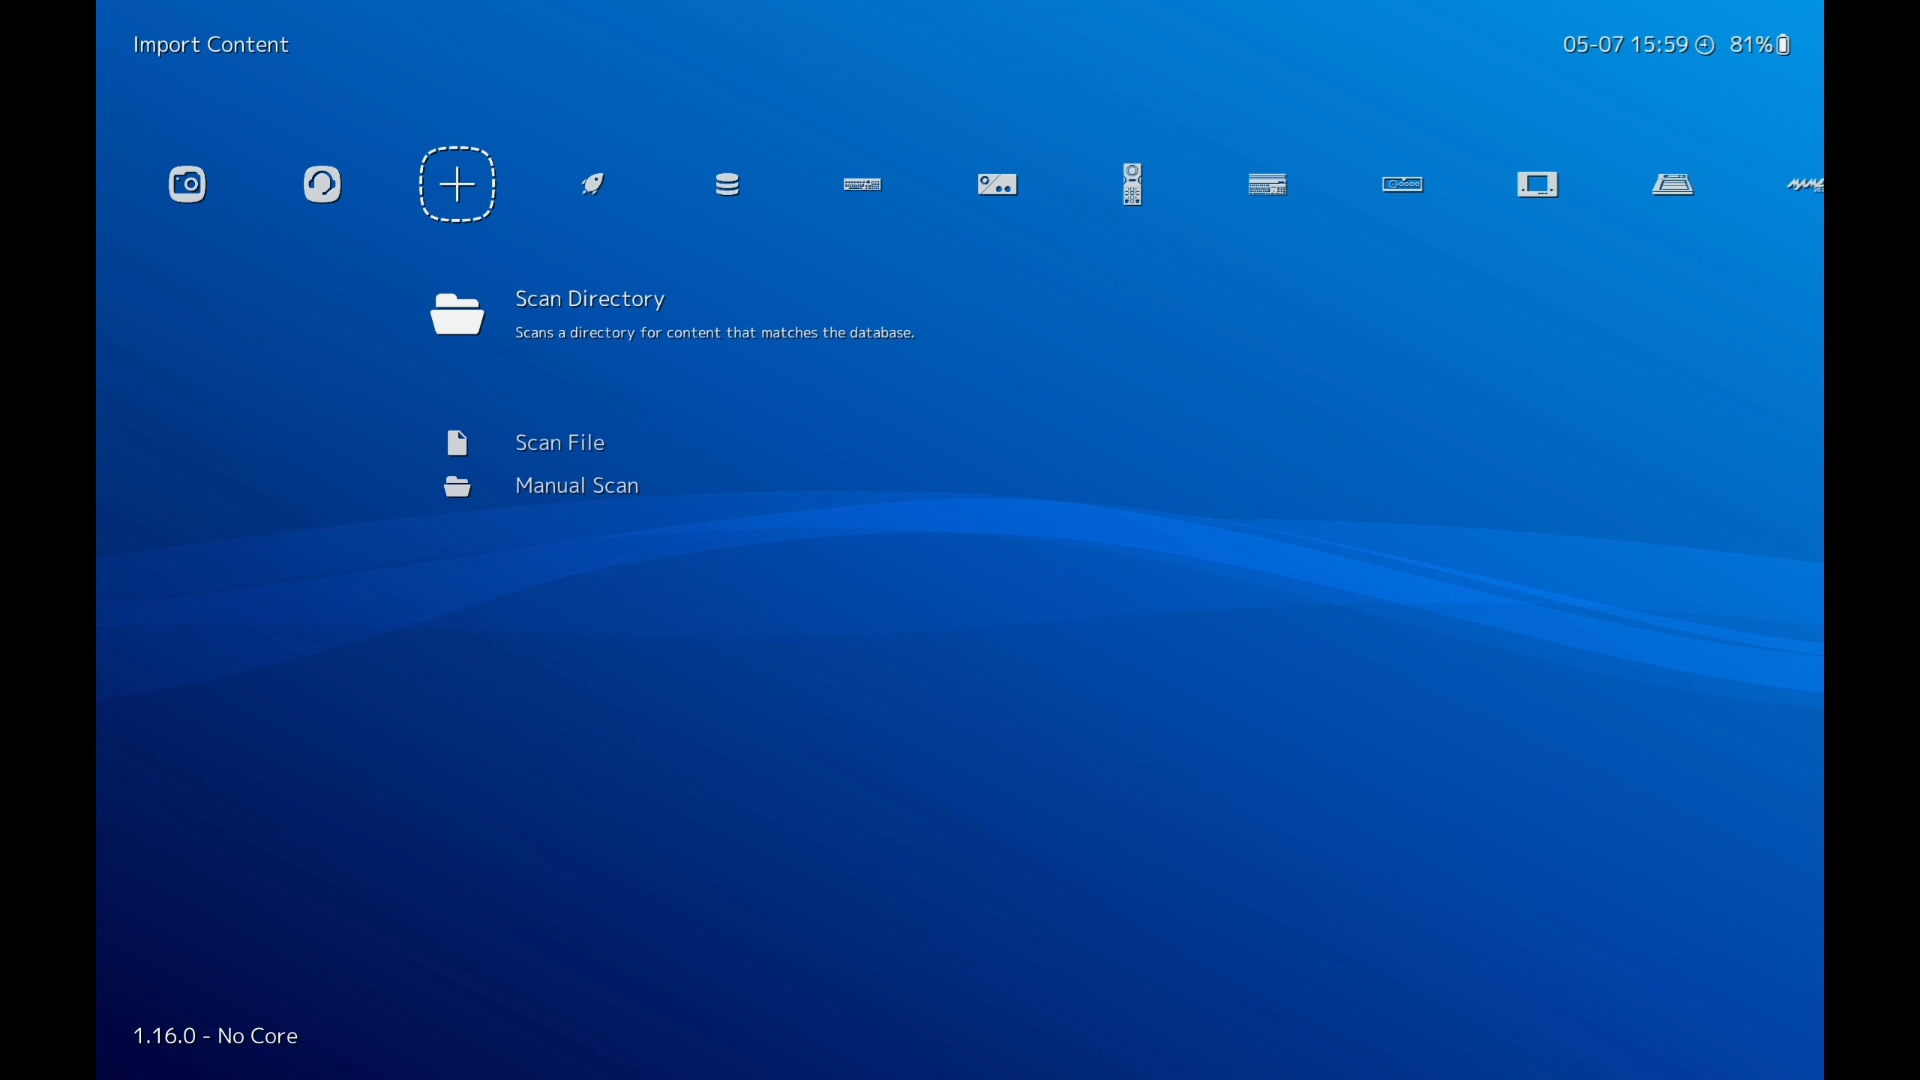 Import Content
05-07 15:59 81%
Scan Directory
Scans a directory for content that matches the database.
Scan File
Manual Scan
1.16.0 - No Core